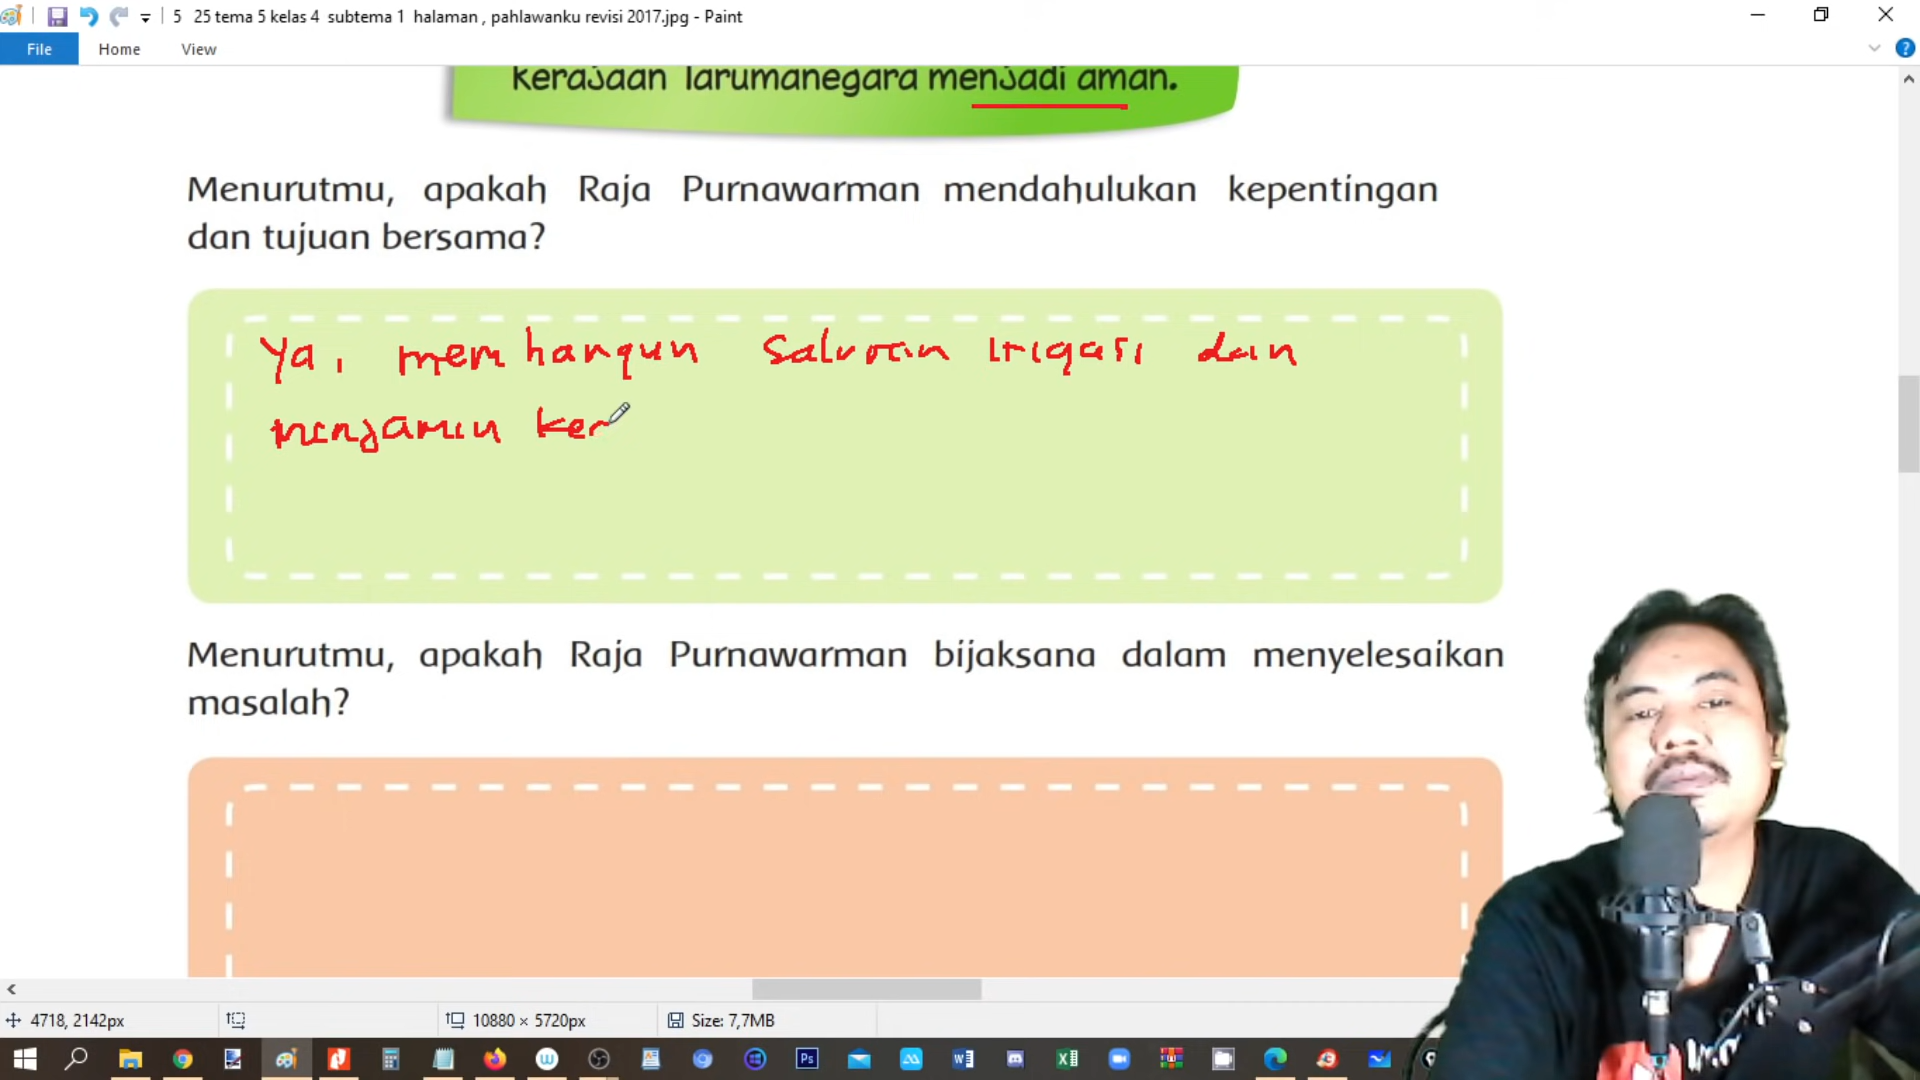 5 25 tema 5 kelas 4 subtema 1 halaman , pahlawanku revisi 2017.jpg - Paint
File Home View
kerajaan Tarumanegara menjadi aman.
Menurutmu, apakah Raja Purnawarman mendahulukan kepentingan
dan tujuan bersama?
Ya, membangun saluran irigasi dan
menjamin ker
Menurutmu, apakah Raja Purnawarman bijaksana dalam menyelesaikan
masalah?
4718, 2142px 10880 × 5720px Size: 7,7MB